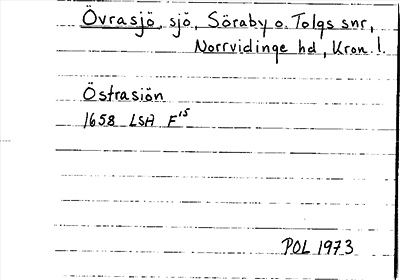 Övrasjö, sjö, Söraby o. Tolgs snr,
Norrvidinge hd, Kron. l.
Östrasiön
1658 LSA F15
POL 1973